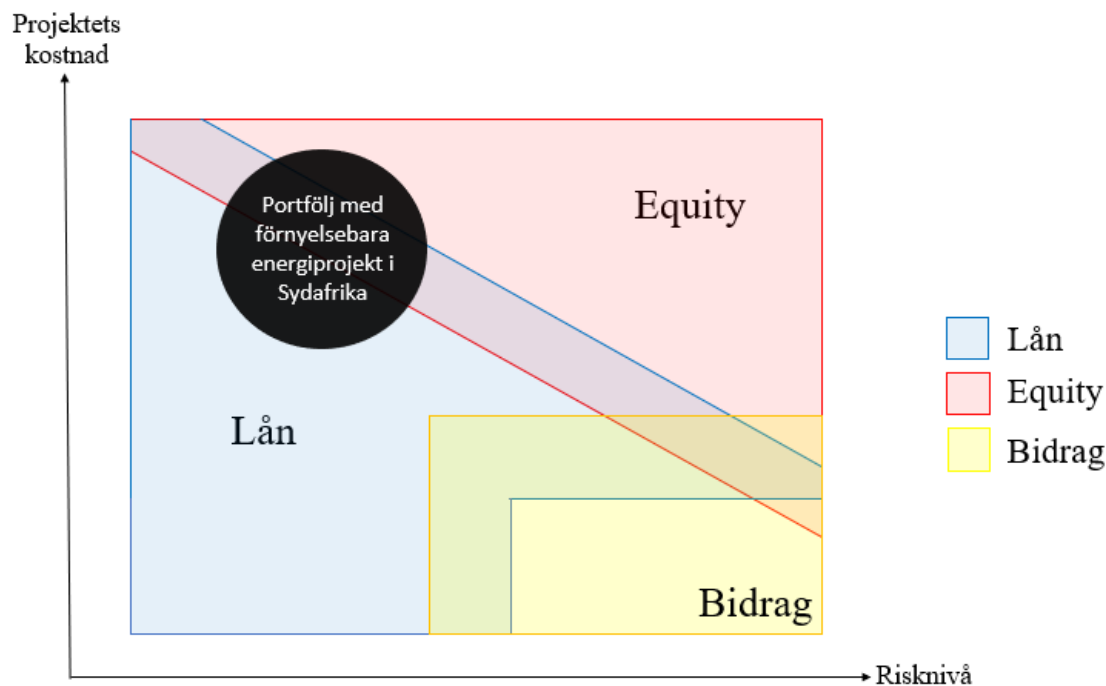 Projektets
kostnad
Portfölj med
förnyelsebara
energiprojekt i
Sydafrika
Equity
Lån
Bidrag
Lån
Equity
Bidrag
Risknivå